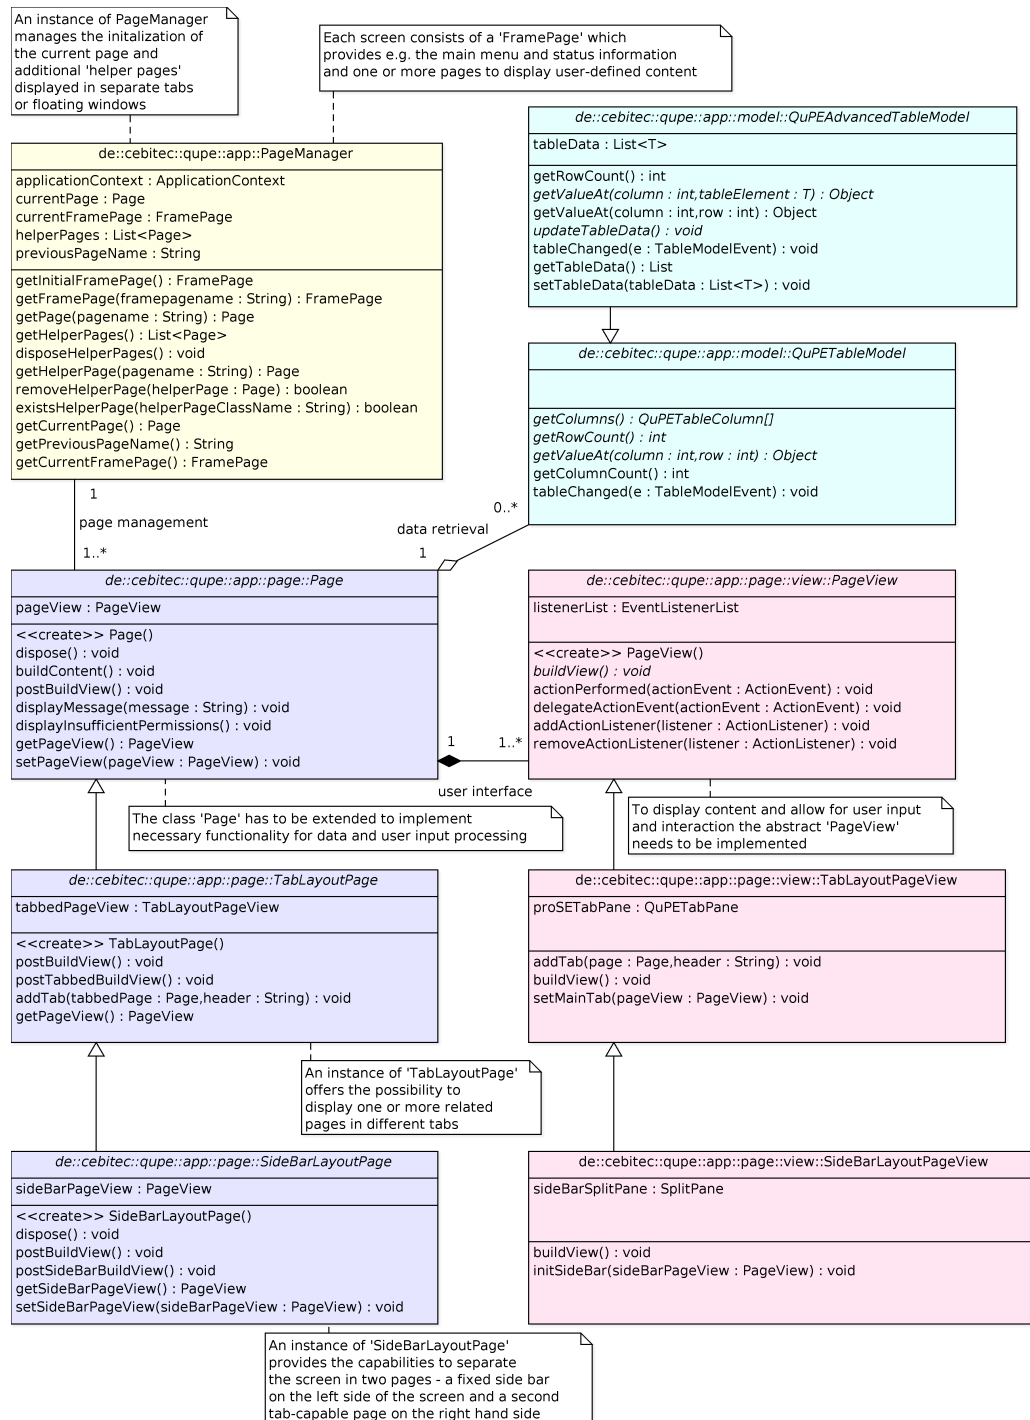 An instance of PageManager
manages the initalization of
the current page and
additional 'helper pages'
displayed in separate tabs
or floating windows
Each screen consists of a 'FramePage' which
provides e.g. the main menu and status information
and one or more pages to display user-defined content
de::cebitec::qupe::app::PageManager
applicationContext : ApplicationContext
currentPage : Page
currentFramePage : FramePage
helperPages : List<Page>
previousPageName : String
getInitialFramePage() : FramePage
getFramePage(framepagename : String) : FramePage
getPage(pagename : String) : Page
getHelperPages() : List<Page>
disposeHelperPages() : void
getHelperPage(pagename : String) : Page
removeHelperPage(helperPage : Page) : boolean
existsHelperPage(helperPageClassName : String) : boolean
getCurrentPage() : Page
getPreviousPageName() : String
getCurrentFramePage() : FramePage
de::cebitec::qupe::app::model::QuPEAdvancedTableModel
tableData : List<T>
getRowCount() : int
getValueAt(column : int,tableElement : T) : Object
getValueAt(column : int,row : int) : Object
updateTableData() : void
tableChanged(e : TableModelEvent) : void
getTableData() : List
setTableData(tableData : List<T>) : void
de::cebitec::qupe::app::model::QuPETableModel
getColumns() : QuPETableColumn[]
getRowCount() : int
getValueAt(column : int,row : int) : Object
getColumnCount() : int
tableChanged(e : TableModelEvent) : void
1
page management
1..*
0..*
data retrieval
1
de::cebitec::qupe::app::page::Page
pageView : PageView
<<create>> Page()
dispose() : void
buildContent() : void
postBuildView() : void
displayMessage(message : String) : void
displayInsufficientPermissions() : void
getPageView() : PageView
setPageView(pageView : PageView) : void
1
1..*
user interface
de::cebitec::qupe::app::page::view::PageView
listenerList : EventListenerList
<<create>> PageView()
buildView() : void
actionPerformed(actionEvent : ActionEvent) : void
delegateActionEvent(actionEvent : ActionEvent) : void
addActionListener(listener : ActionListener) : void
removeActionListener(listener : ActionListener) : void
The class 'Page' has to be extended to implement
necessary functionality for data and user input processing
To display content and allow for user input
and interaction the abstract 'PageView'
needs to be implemented
de::cebitec::qupe::app::page::TabLayoutPage
tabbedPageView : TabLayoutPageView
<<create>> TabLayoutPage()
postBuildView() : void
postTabbedBuildView() : void
addTab(tabbedPage : Page,header : String) : void
getPageView() : PageView
de::cebitec::qupe::app::page::view::TabLayoutPageView
proSETabPane : QuPETabPane
addTab(page : Page,header : String) : void
buildView() : void
setMainTab(pageView : PageView) : void
An instance of 'TabLayoutPage'
offers the possibility to
display one or more related
pages in different tabs
de::cebitec::qupe::app::page::SideBarLayoutPage
sideBarPageView : PageView
<<create>> SideBarLayoutPage()
dispose() : void
postBuildView() : void
postSideBarBuildView() : void
getSideBarPageView() : PageView
setSideBarPageView(sideBarPageView : PageView) : void
de::cebitec::qupe::app::page::view::SideBarLayoutPageView
sideBarSplitPane : SplitPane
buildView() : void
initSideBar(sideBarPageView : PageView) : void
An instance of 'SideBarLayoutPage'
provides the capabilities to separate
the screen in two pages - a fixed side bar
on the left side of the screen and a second
tab-capable page on the right hand side